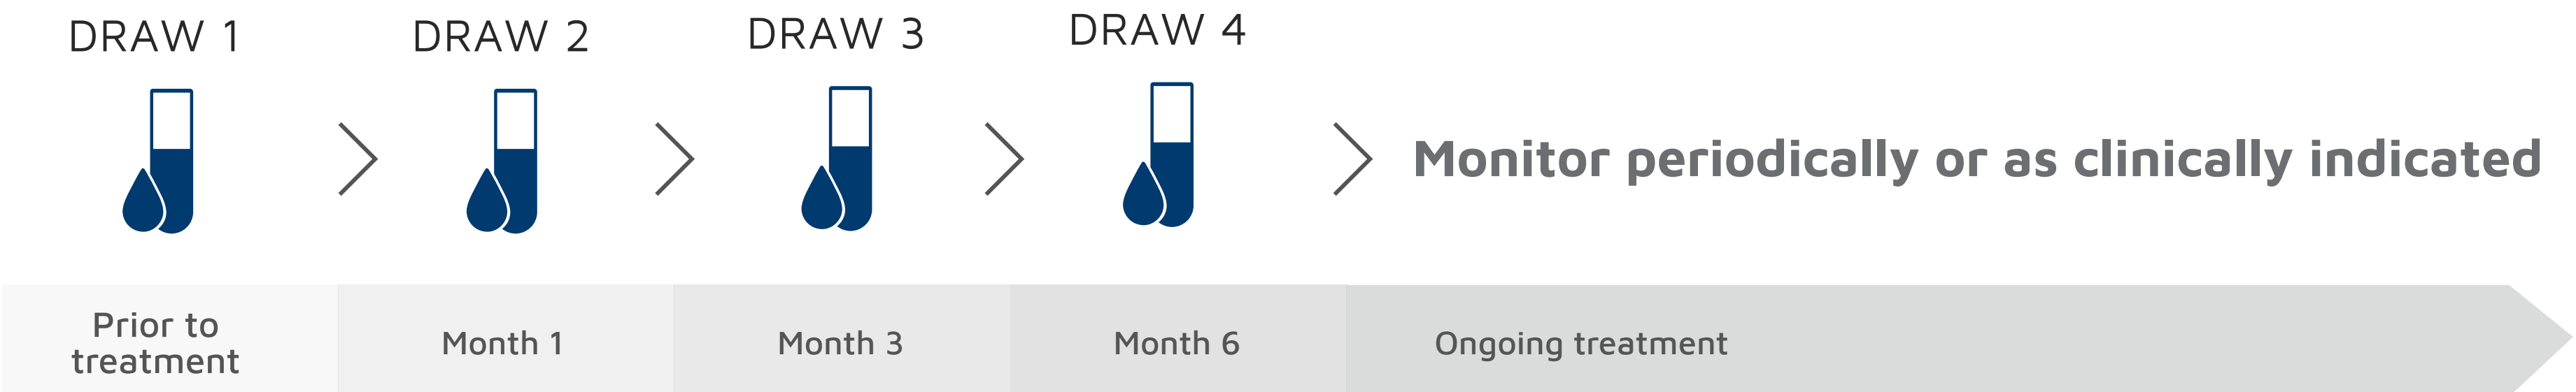 DRAW 1
DRAW 2
DRAW 3
DRAW 4
Monitor periodically or as clinically indicated
Prior to
treatment
Month 1
Month 3
Month 6
Ongoing treatment